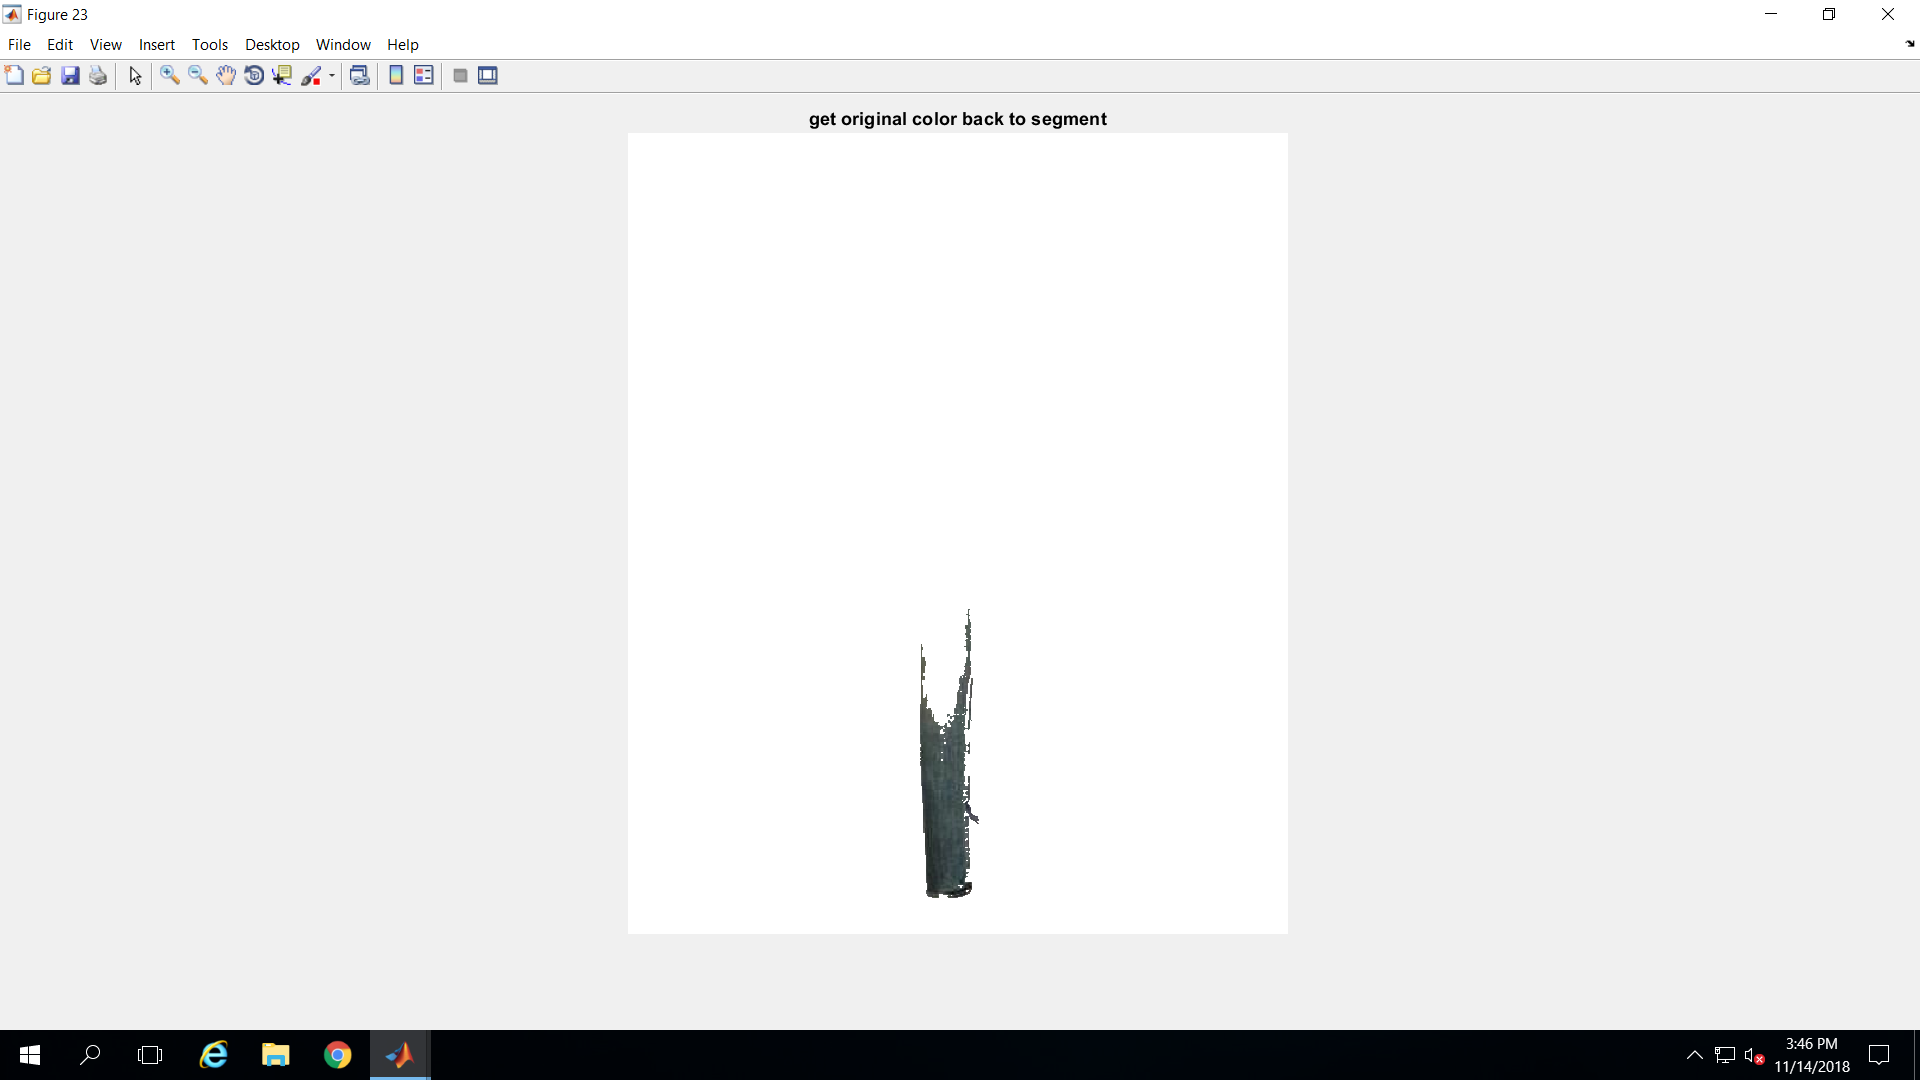 Figure 23
File Edit View Insert Tools Desktop Window Help
get original color back to segment
3:46 PM
11/14/2018